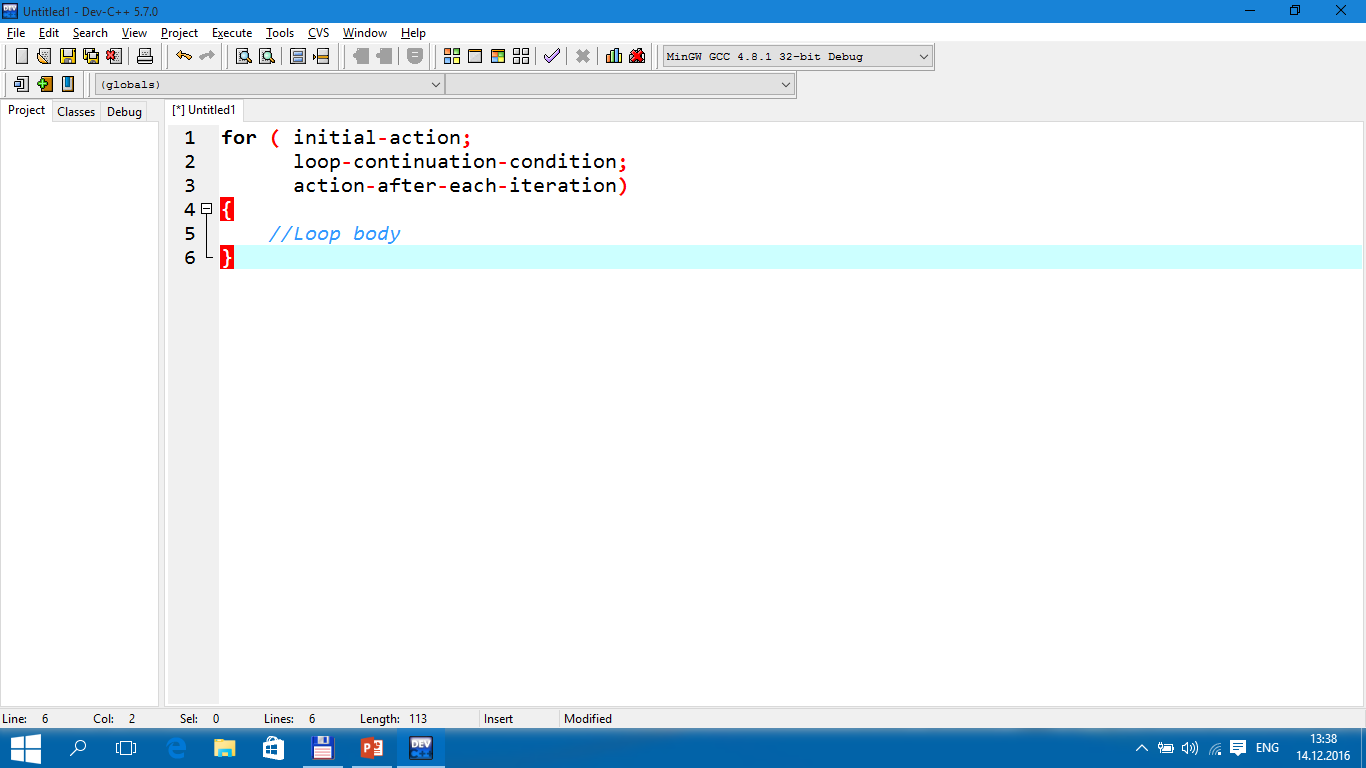 Untitled1 - Dev-C++ 5.7.0
File Edit Search View Project Execute Tools CVS Window Help
MinGW GCC 4.8.1 32-bit Debug
(globals)
Project Classes Debug [*] Untitled1
1 for ( initial-action;
2 loop-continuation-condition;
3 action-after-each-iteration)
4 {
5 //Loop body
6 }
Line: 6 Col: 2 Sel: 0 Lines: 6 Length: 113 Insert Modified
DEV C++ ENG 13:38
14.12.2016